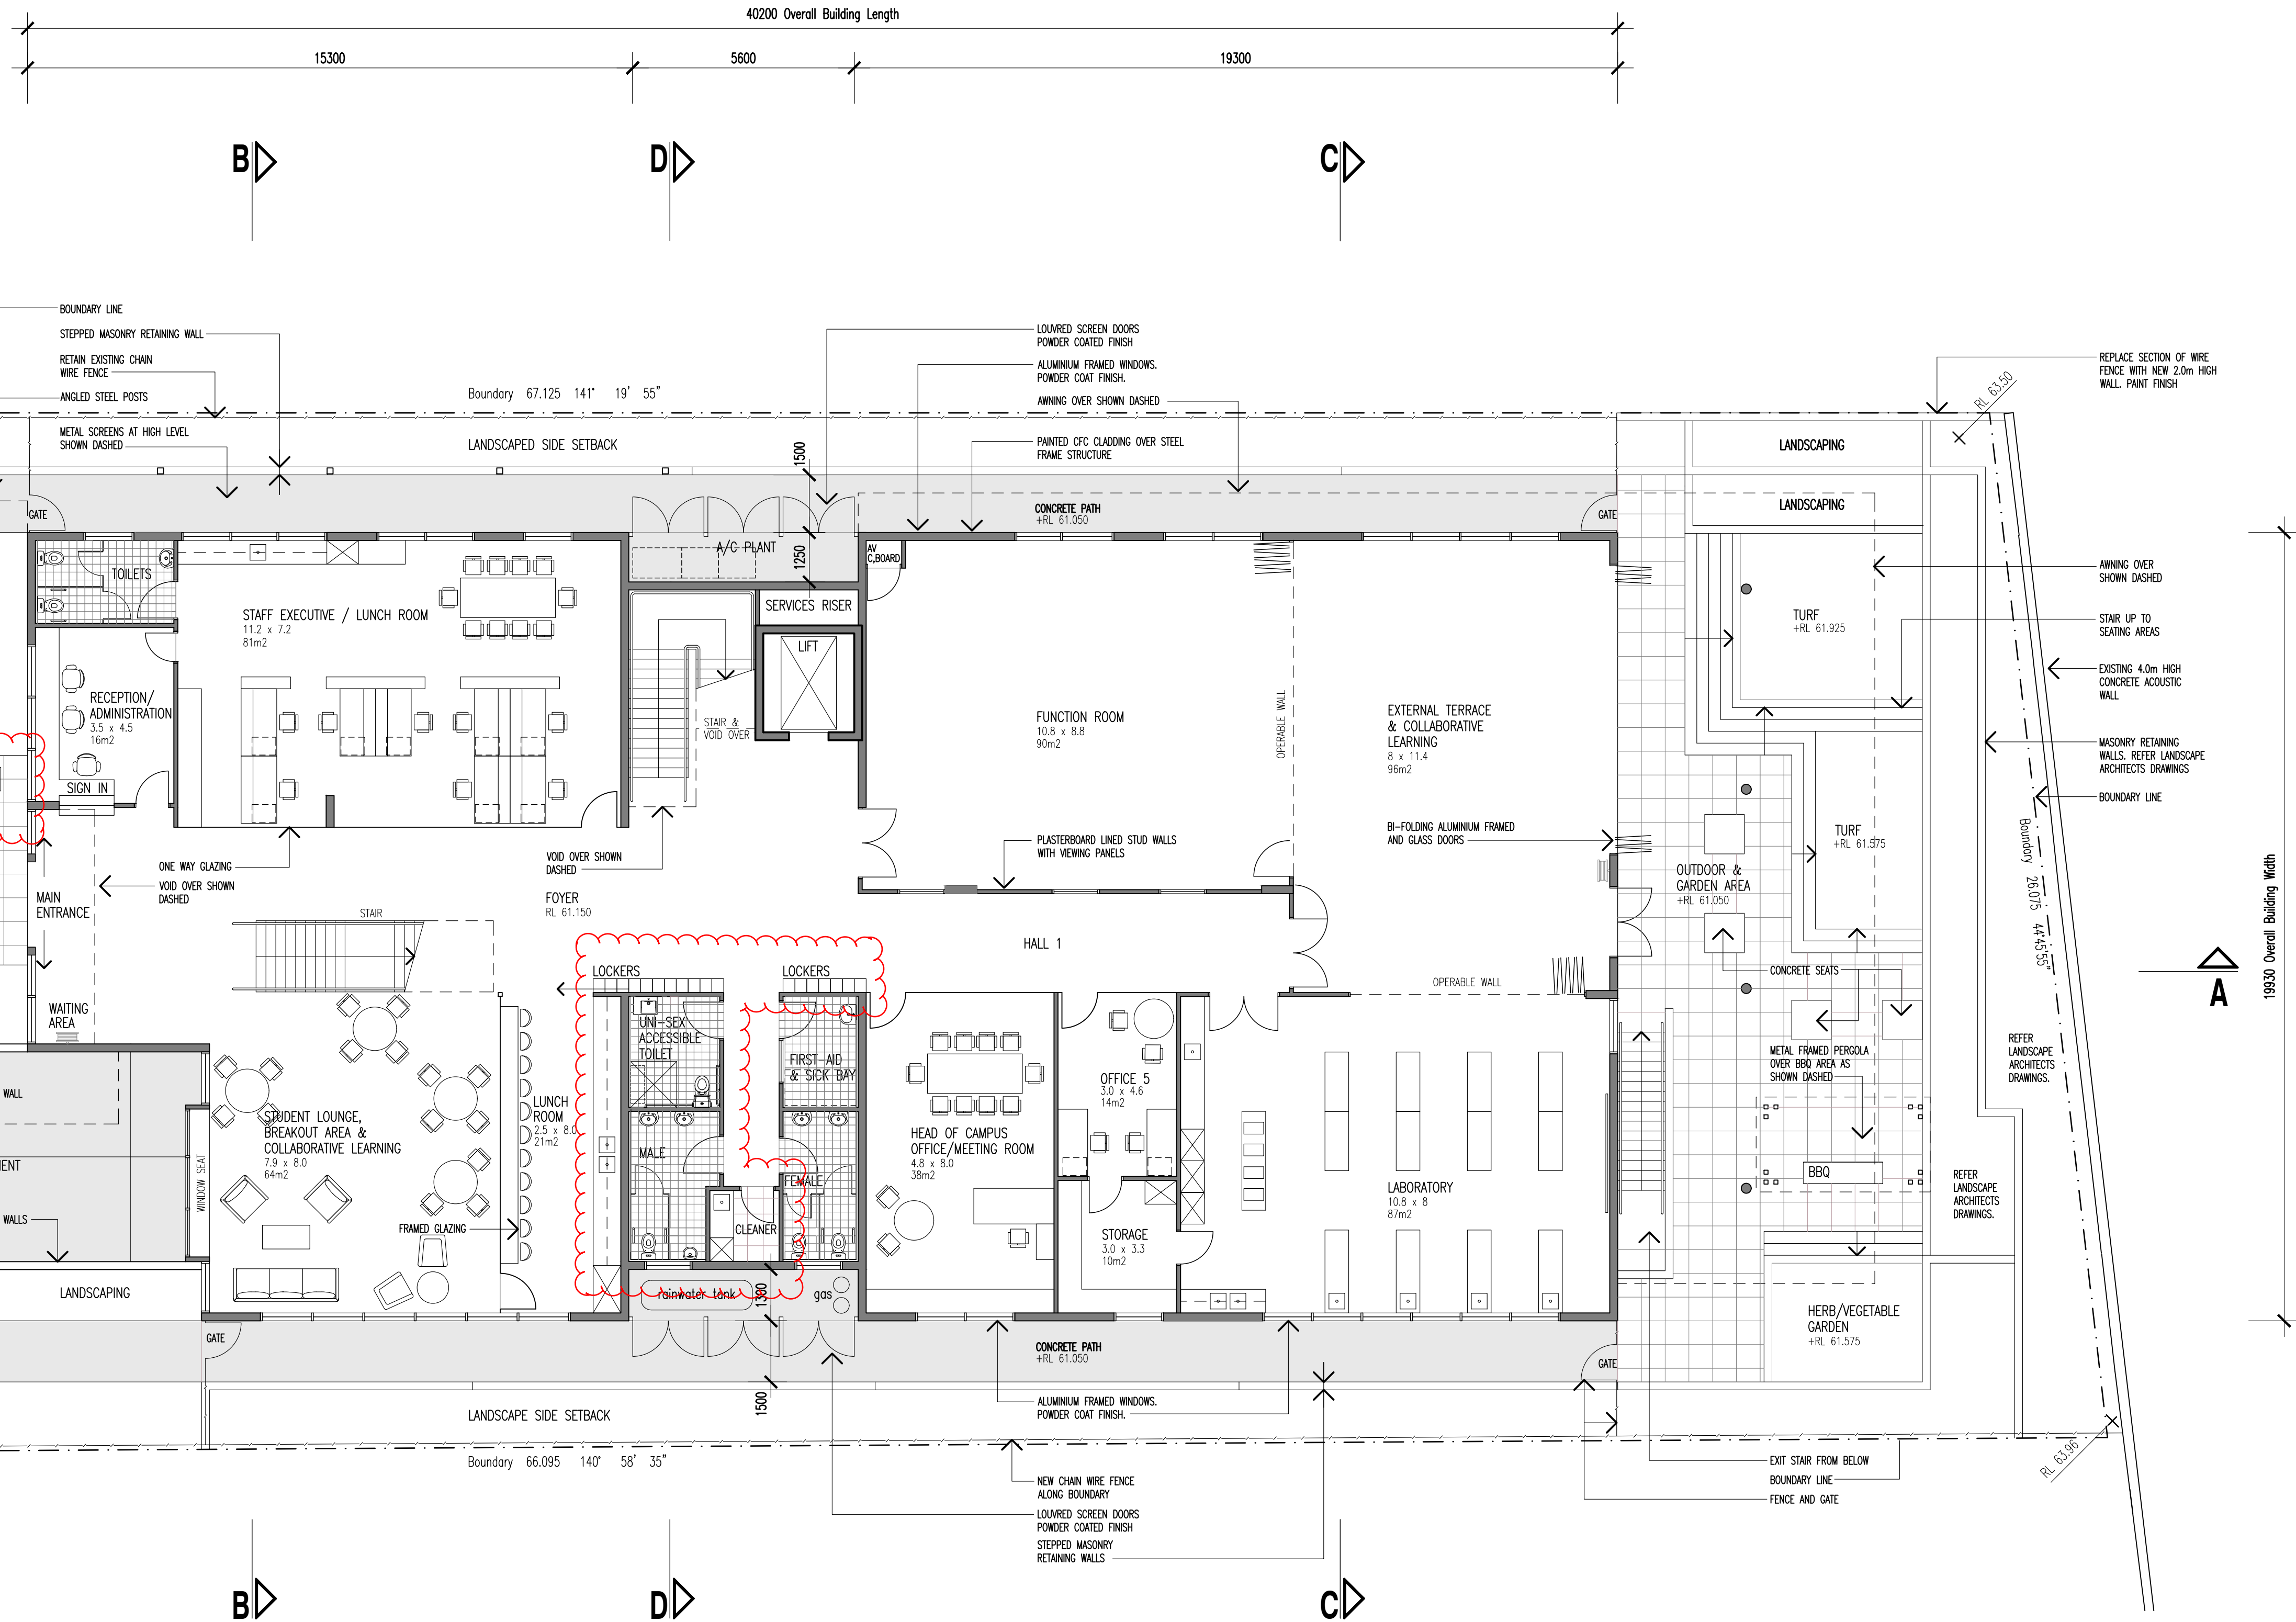 40200 Overall Building Length
15300
5600
19300
B
D
C
BOUNDARY LINE
STEPPED MASONRY RETAINING WALL
RETAIN EXISTING CHAIN
WIRE FENCE
ANGLED STEEL POSTS
METAL SCREENS AT HIGH LEVEL
SHOWN DASHED
Boundary 67.125 141° 19' 55"
LANDSCAPED SIDE SETBACK
1500
LOUVRED SCREEN DOORS
POWDER COATED FINISH
ALUMINIUM FRAMED WINDOWS.
POWDER COAT FINISH.
AWNING OVER SHOWN DASHED
PAINTED CFC CLADDING OVER STEEL
FRAME STRUCTURE
REPLACE SECTION OF WIRE
FENCE WITH NEW 2.0m HIGH
WALL. PAINT FINISH
RL 63.50
LANDSCAPING
LANDSCAPING
GATE
CONCRETE PATH
+RL 61.050
GATE
A/C PLANT
1250
AV
C,BOARD
TOILETS
STAFF EXECUTIVE / LUNCH ROOM
11.2 x 7.2
81m2
SERVICES RISER
LIFT
STAIR &
VOID OVER
RECEPTION/
ADMINISTRATION
3.5 x 4.5
16m2
SIGN IN
FUNCTION ROOM
10.8 x 8.8
90m2
OPERABLE WALL
EXTERNAL TERRACE
& COLLABORATIVE
LEARNING
8 x 11.4
96m2
TURF
+RL 61.925
AWNING OVER
SHOWN DASHED
STAIR UP TO
SEATING AREAS
EXISTING 4.0m HIGH
CONCRETE ACOUSTIC
WALL
MASONRY RETAINING
WALLS. REFER LANDSCAPE
ARCHITECTS DRAWINGS
BOUNDARY LINE
Boundary 26.075 44°45'55"
19930 Overall Building Width
TURF
+RL 61.575
BI-FOLDING ALUMINIUM FRAMED
AND GLASS DOORS
PLASTERBOARD LINED STUD WALLS
WITH VIEWING PANELS
OUTDOOR &
GARDEN AREA
+RL 61.050
ONE WAY GLAZING
VOID OVER SHOWN
DASHED
VOID OVER SHOWN
DASHED
MAIN
ENTRANCE
FOYER
RL 61.150
STAIR
HALL 1
LOCKERS
LOCKERS
OPERABLE WALL
CONCRETE SEATS
A
WAITING
AREA
UNI-SEX
ACCESSIBLE
TOILET
FIRST-AID
& SICK BAY
OFFICE 5
3.0 x 4.6
14m2
METAL FRAMED PERGOLA
OVER BBQ AREA AS
SHOWN DASHED
REFER
LANDSCAPE
ARCHITECTS
DRAWINGS.
WALL
STUDENT LOUNGE,
BREAKOUT AREA &
COLLABORATIVE LEARNING
7.9 x 8.0
64m2
LUNCH
ROOM
2.5 x 8.0
21m2
MALE
FEMALE
HEAD OF CAMPUS
OFFICE/MEETING ROOM
4.8 x 8.0
38m2
BBQ
REFER
LANDSCAPE
ARCHITECTS
DRAWINGS.
MENT
WINDOW SEAT
WALLS
FRAMED GLAZING
CLEANER
STORAGE
3.0 x 3.3
10m2
LABORATORY
10.8 x 8
87m2
LANDSCAPING
rainwater tank
1300
gas
HERB/VEGETABLE
GARDEN
+RL 61.575
GATE
CONCRETE PATH
+RL 61.050
GATE
1500
LANDSCAPE SIDE SETBACK
ALUMINIUM FRAMED WINDOWS.
POWDER COAT FINISH.
Boundary 66.095 140° 58' 35"
RL 63.96
EXIT STAIR FROM BELOW
BOUNDARY LINE
FENCE AND GATE
NEW CHAIN WIRE FENCE
ALONG BOUNDARY
LOUVRED SCREEN DOORS
POWDER COATED FINISH
STEPPED MASONRY
RETAINING WALLS
B
D
C